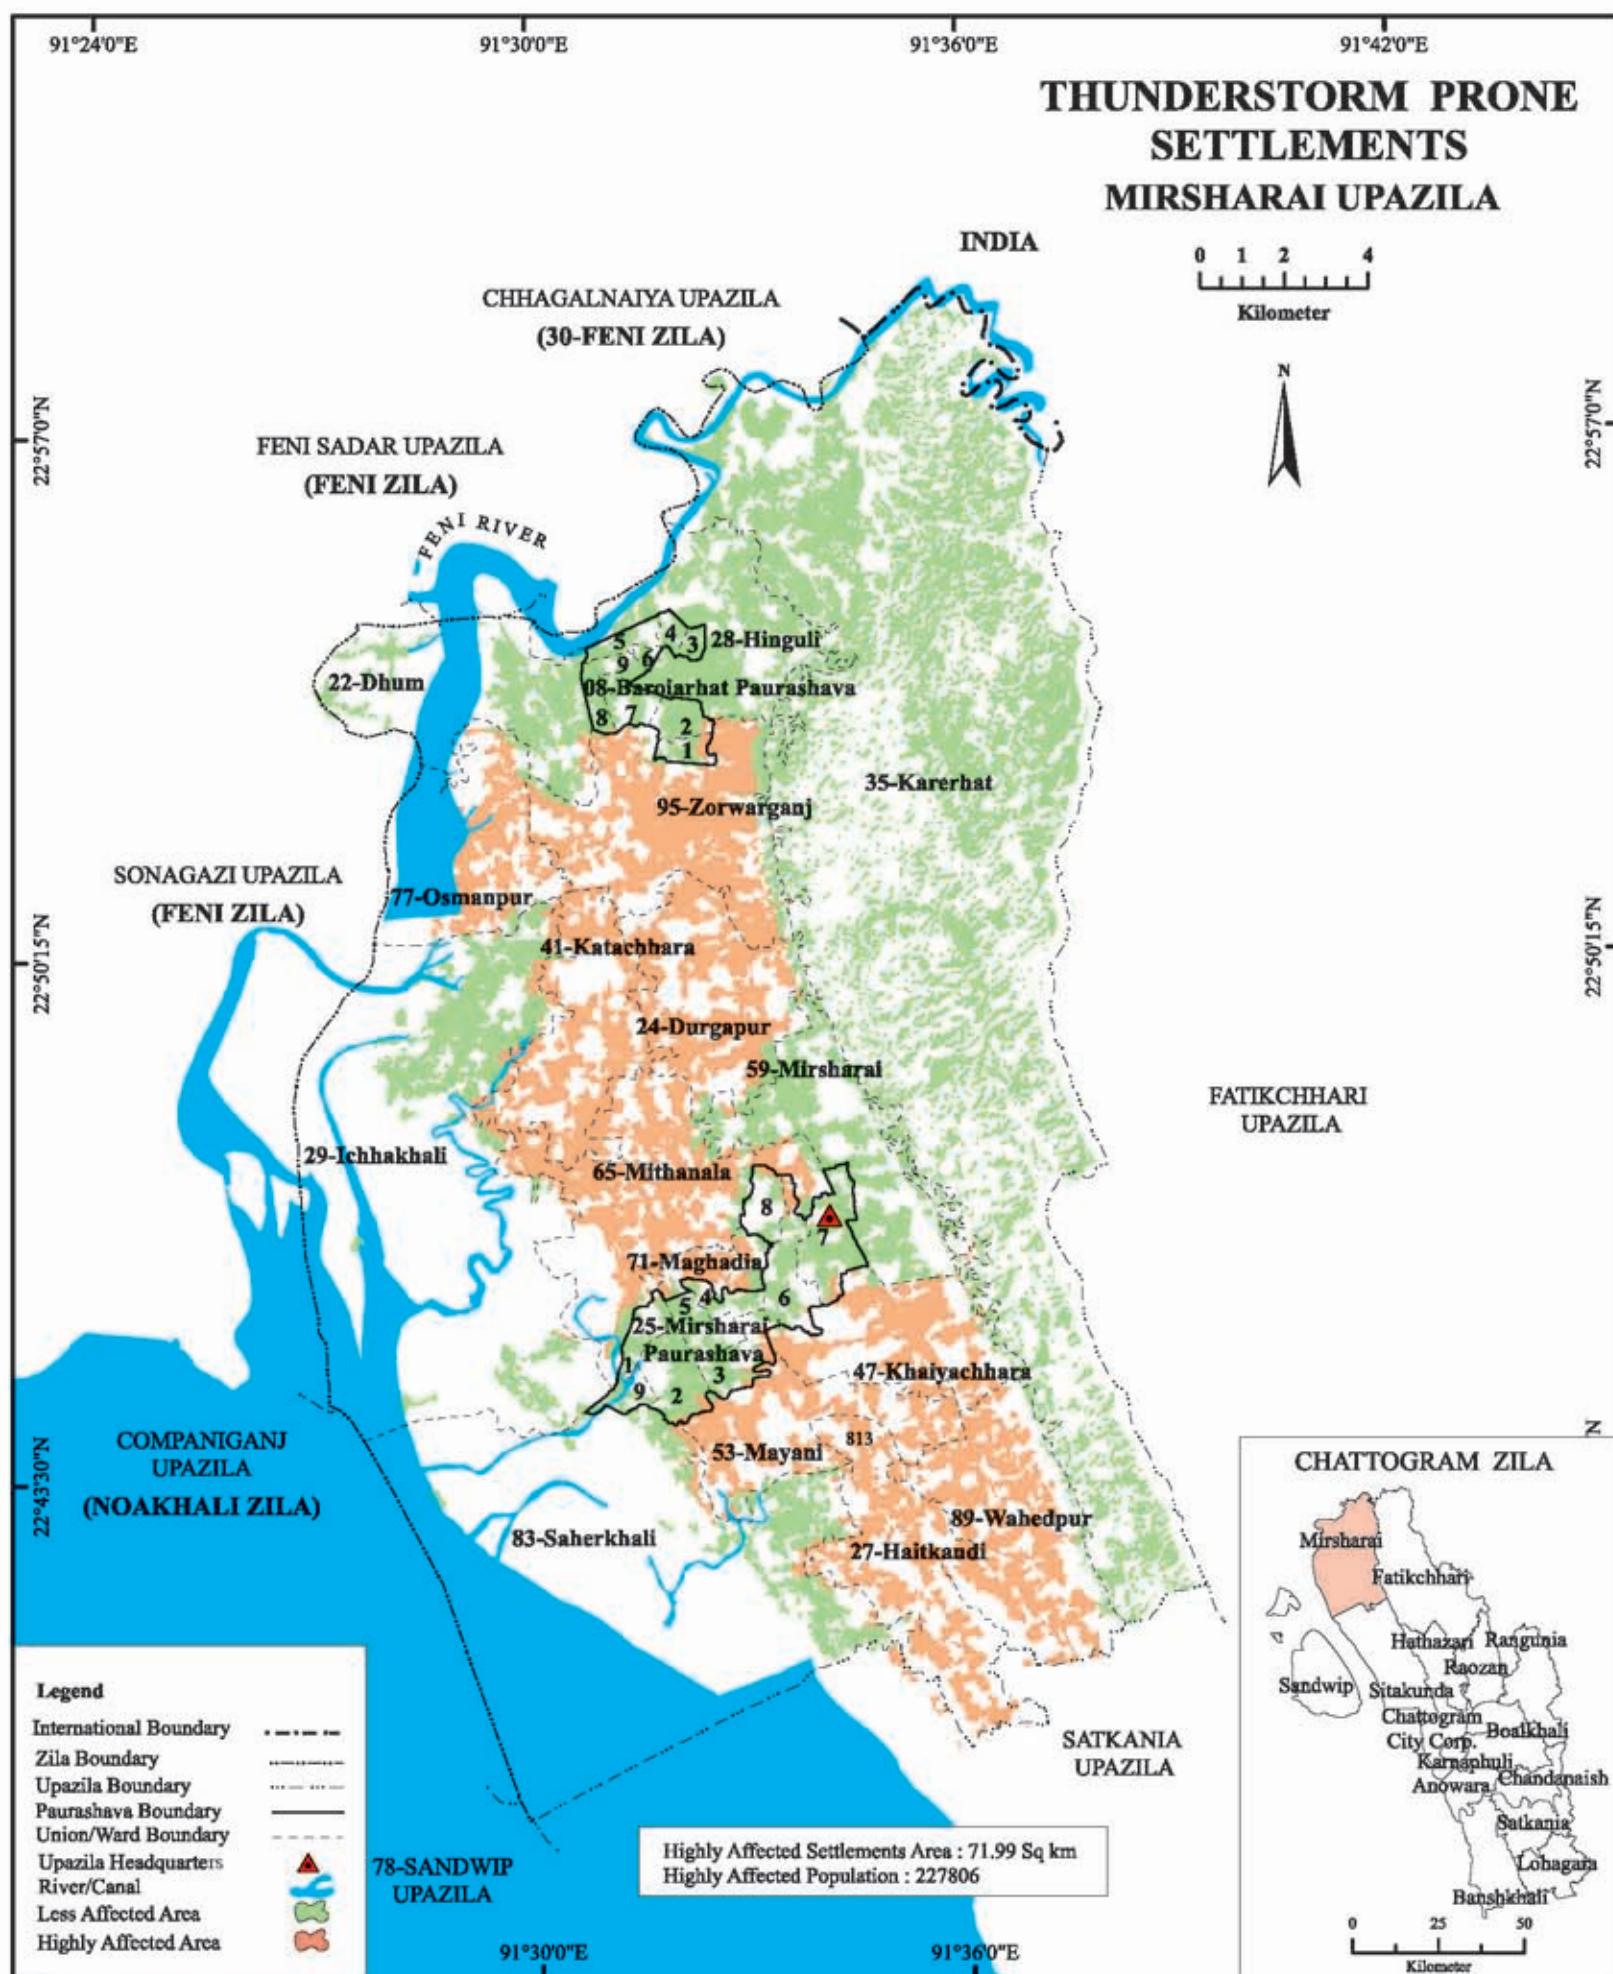 91°24'0"E
91°30'0"E
91°36'0"E
91°42'0"E
THUNDERSTORM PRONE
SETTLEMENTS
MIRSHARAI UPAZILA
INDIA
0 1 2 4
Kilometer
N
CHHAGALNAIYA UPAZILA
(30-FENI ZILA)
22°57'0"N
22°57'0"N
FENI SADAR UPAZILA
(FENI ZILA)
FENI RIVER
5
4
3
28-Hinguli
9
6
22-Dhum
08-Baroiarhat Paurashava
8
7
2
1
35-Karerhat
95-Zorwarganj
SONAGAZI UPAZILA
(FENI ZILA)
77-Osmanpur
22°50'15"N
22°50'15"N
41-Katachhara
24-Durgapur
59-Mirsharai
FATIKCHHARI
UPAZILA
29-Ichhakhali
65-Mithanala
8
7
71-Maghadia
5
4
6
25-Mirsharai
Paurashava
1
3
9
2
47-Khaiyachhara
COMPANIGANJ
UPAZILA
(NOAKHALI ZILA)
22°43'30"N
N
53-Mayani
813
89-Wahedpur
83-Saherkhali
27-Haitkandi
CHATTOGRAM ZILA
Mirsharai
Fatikchhari
Hathazari
Rangunia
Raozan
Sandwip
Sitakunda
Chattogram
City Corp.
Boalkhali
Karnaphuli
Anowara
Chandanaish
Satkania
Lohagara
Banshkhali
0 25 50
Kilometer
SATKANIA
UPAZILA
Legend
International Boundary
Zila Boundary
Upazila Boundary
Paurashava Boundary
Union/Ward Boundary
Upazila Headquarters
River/Canal
Less Affected Area
Highly Affected Area
78-SANDWIP
UPAZILA
Highly Affected Settlements Area : 71.99 Sq km
Highly Affected Population : 227806
91°30'0"E
91°36'0"E